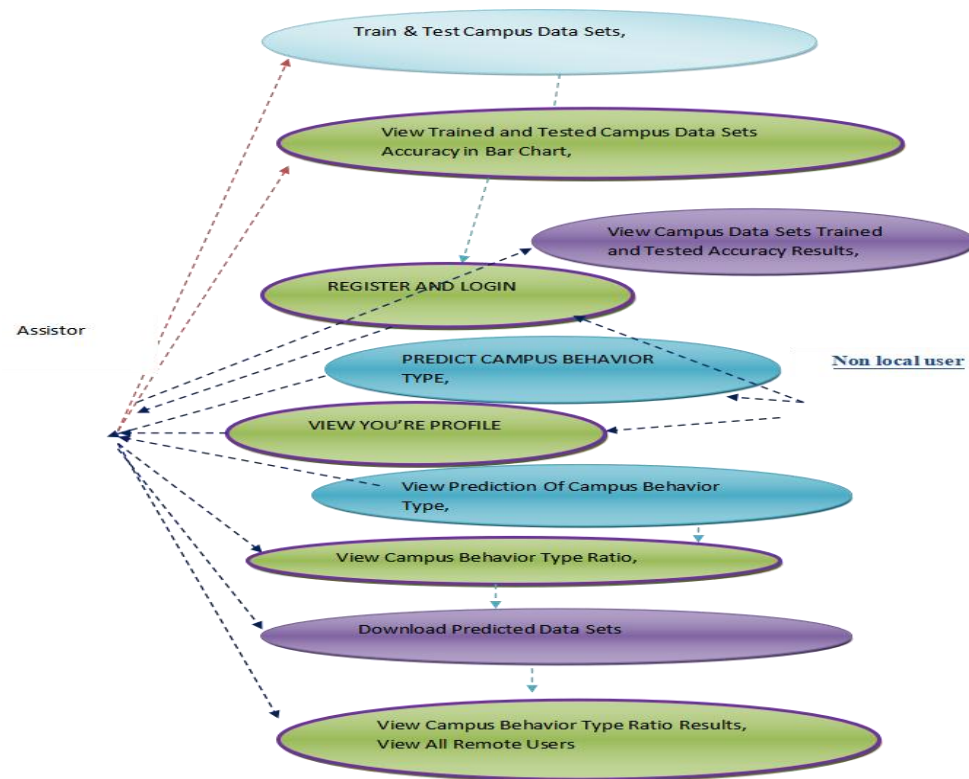 Train & Test Campus Data Sets,
View Trained and Tested Campus Data Sets
Accuracy in Bar Chart,
View Campus Data Sets Trained
and Tested Accuracy Results,
REGISTER AND LOGIN
Assistor
PREDICT CAMPUS BEHAVIOR
TYPE,
Non local user
VIEW YOU'RE PROFILE
View Prediction Of Campus Behavior
Type,
View Campus Behavior Type Ratio,
Download Predicted Data Sets
View Campus Behavior Type Ratio Results,
View All Remote Users